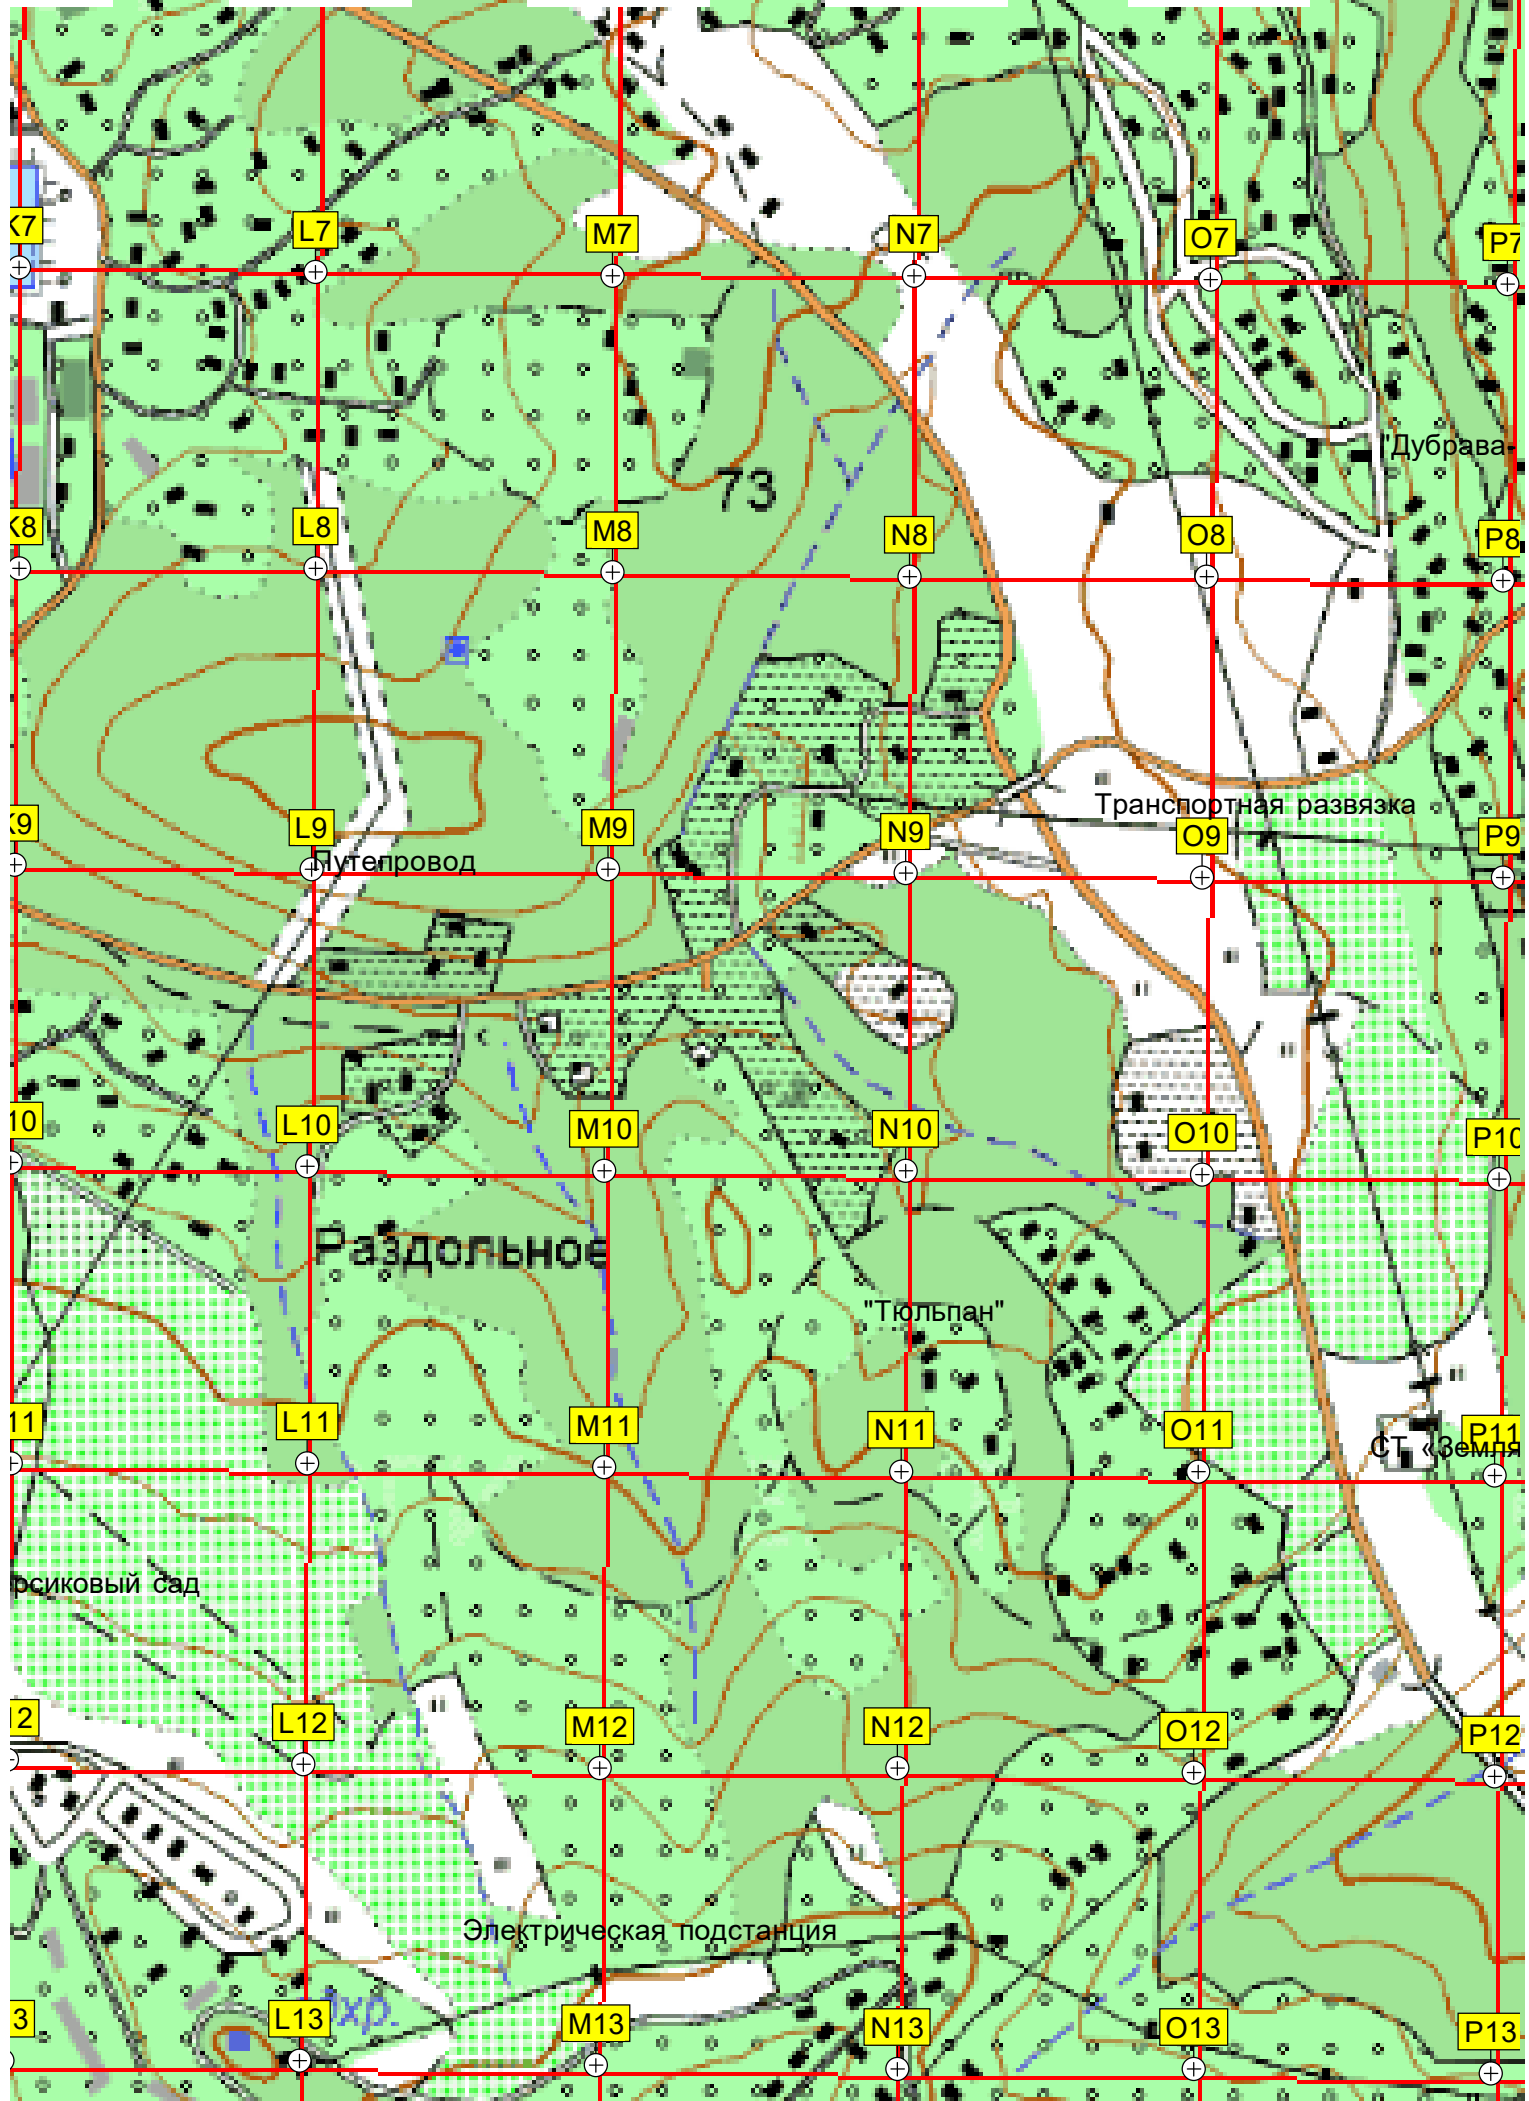 K7 L7 M7 N7 O7 P7
"Дубрава-
73
K8 L8 M8 N8 O8 P8
Транспортная развязка
K9 L9 M9 N9 O9 P9
Путепровод
10 L10 M10 N10 O10 P10
Раздольное
"Тюльпан"
11 L11 M11 N11 O11 P11
СТ «Земля
рсиковый сад
12 L12 M12 N12 O12 P12
Электрическая подстанция
3 L13 M13 N13 O13 P13